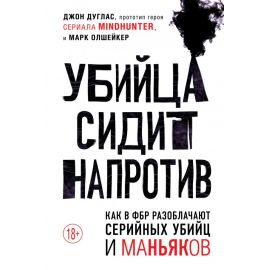 ДЖОН ДУГЛАС, прототип героя
СЕРИАЛА MINDHUNTER,
И МАРК ОЛШЕЙКЕР
УБИЙЦА
СИДИТ
НАПРОТИВ
КАК В ФБР РАЗОБЛАЧАЮТ
СЕРИЙНЫХ УБИЙЦ
И МАНЬЯКОВ
18+